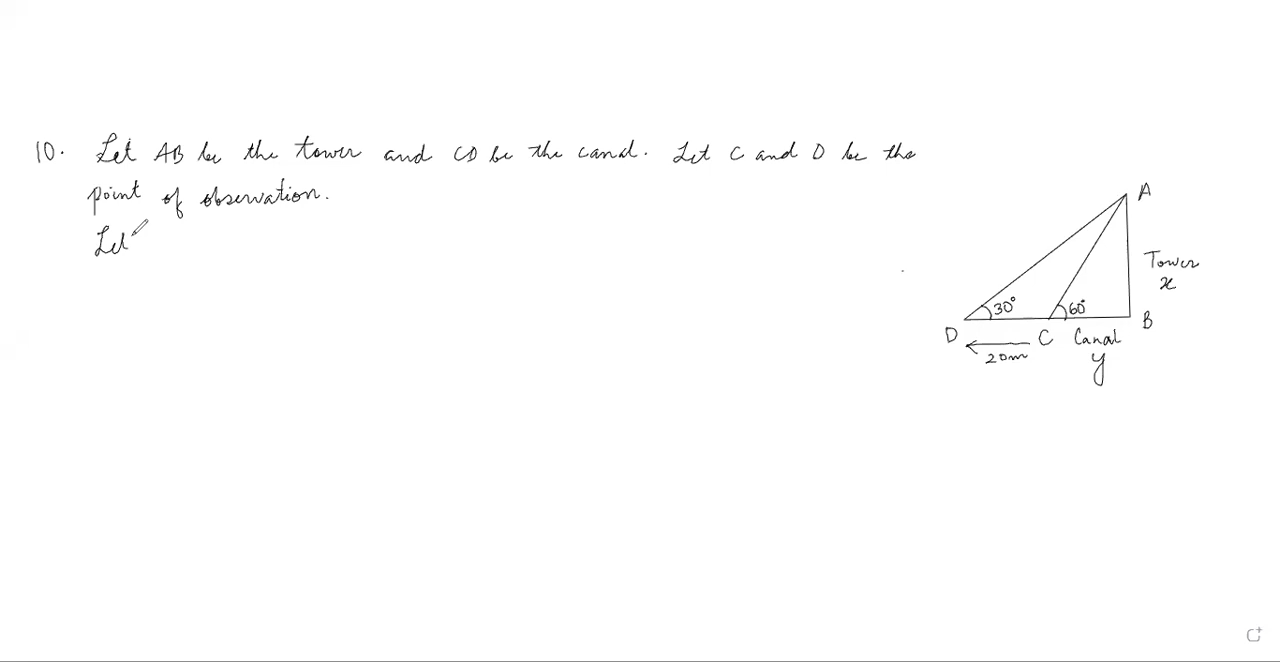 10. Let AB be the tower and CD be the canal. Let C and D be the
point of observation.
Let
A
Tower
x
30°
60°
B
D
C
Canal
20m
y